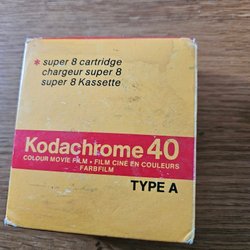 * super 8 cartridge
chargeur super 8
super 8 Kassette
Kodachrome 40
COLOUR MOVIE FILM • FILM CINÉ EN COULEURS
FARBFILM
TYPE A